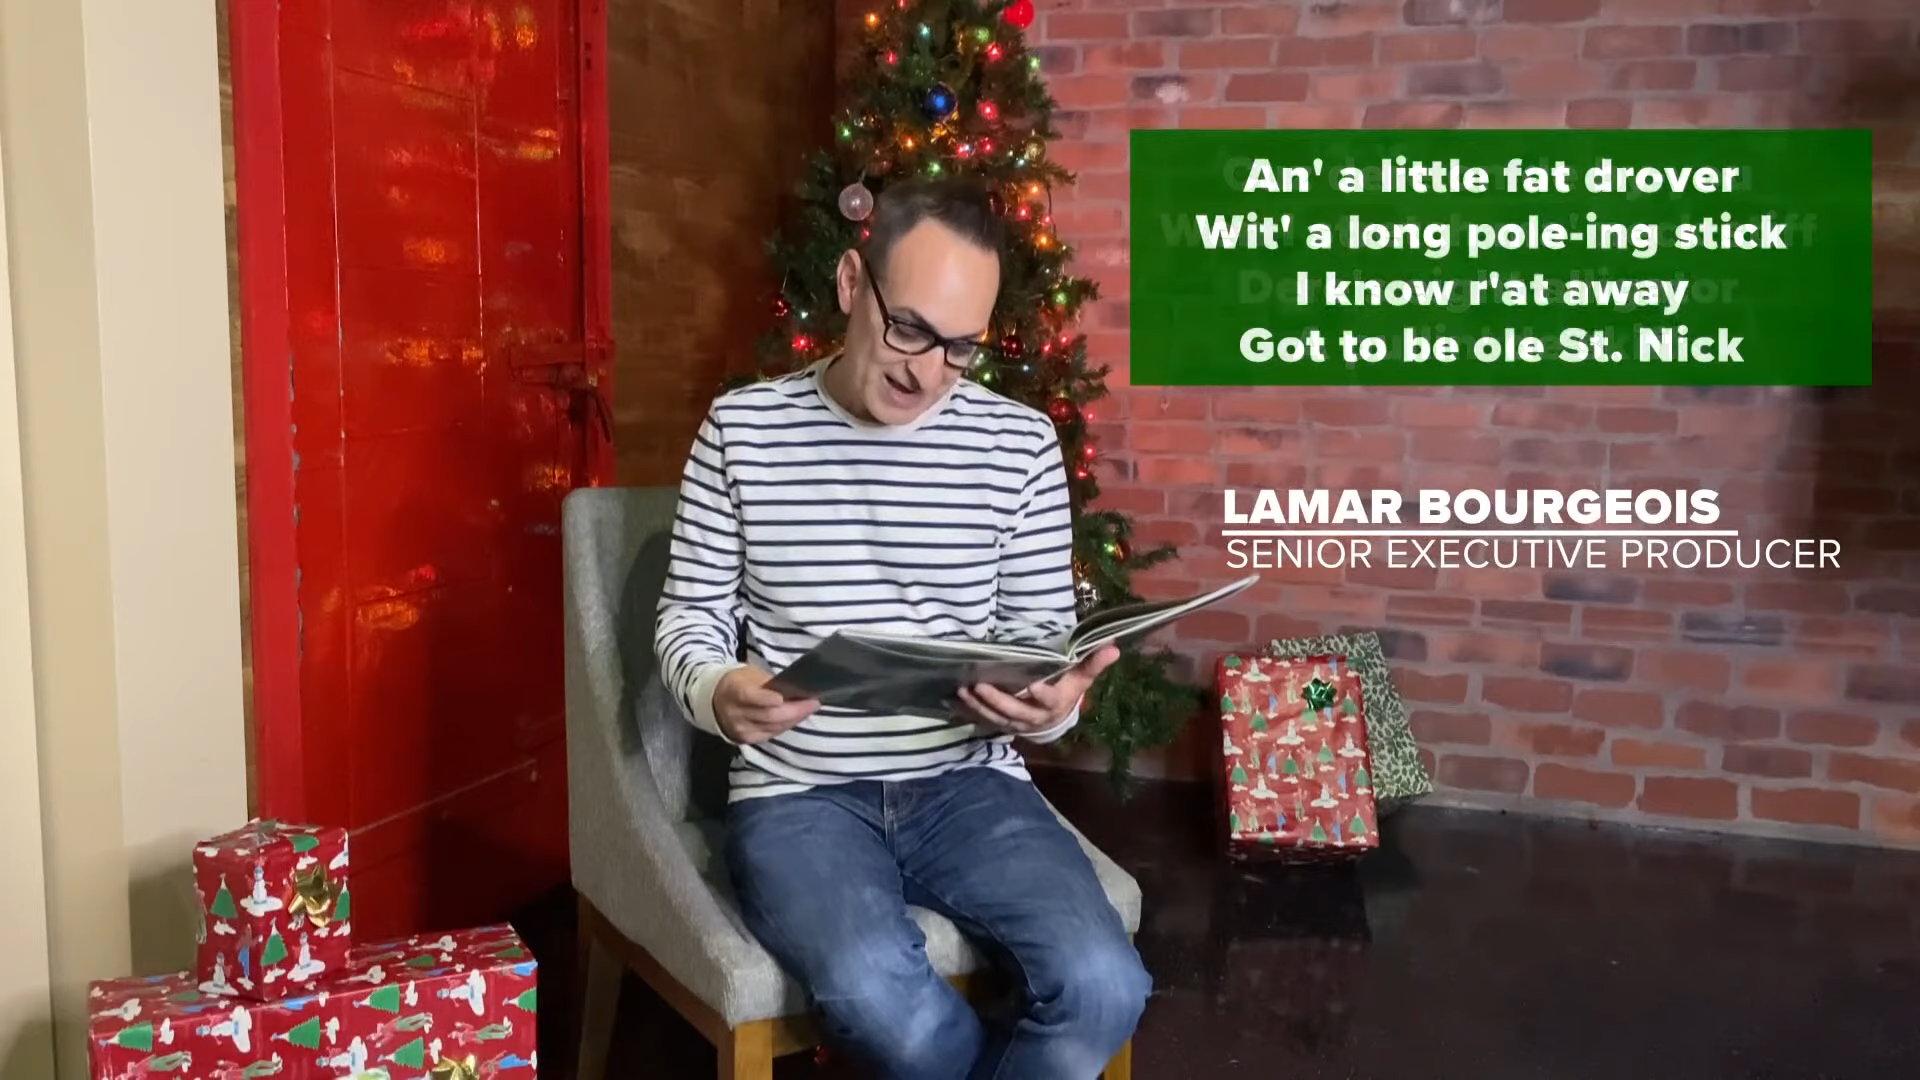 An' a little fat drover
Wit' a long pole-ing stick
I know r'at away
Got to be ole St. Nick
LAMAR BOURGEOIS
SENIOR EXECUTIVE PRODUCER